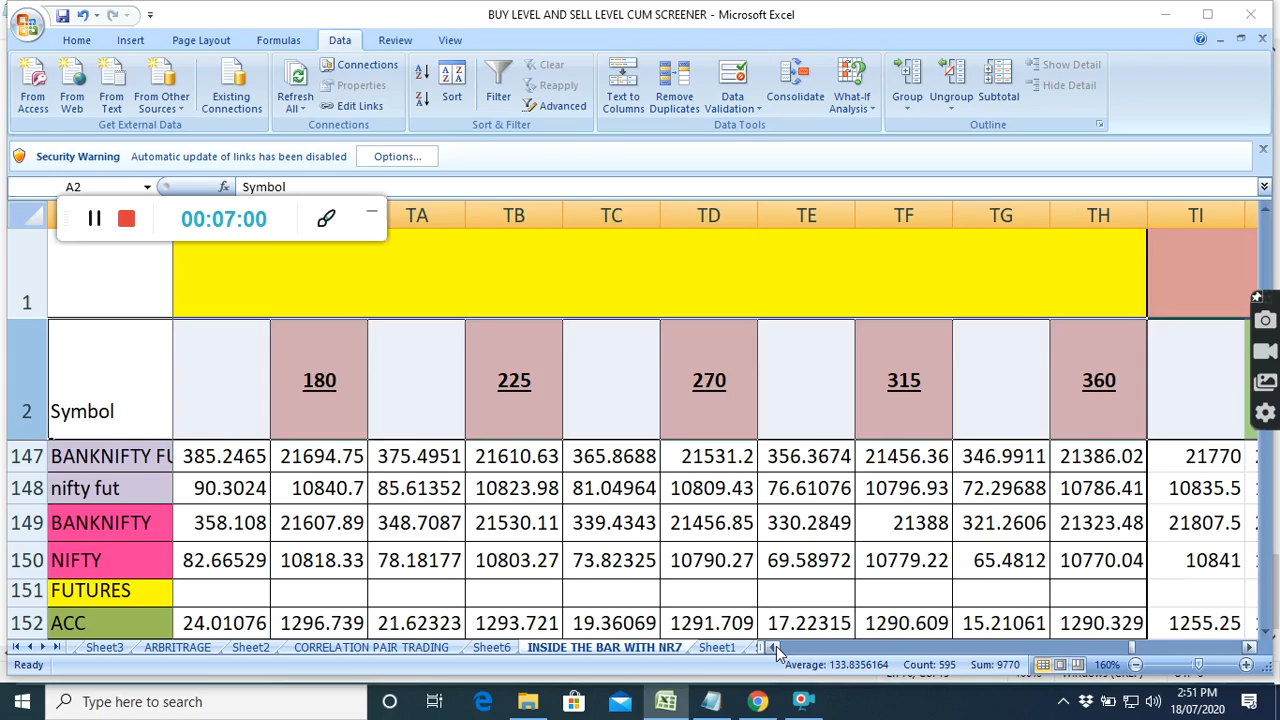 BUY LEVEL AND SELL LEVEL CUM SCREENER - Microsoft Excel
Home Insert Page Layout Formulas Data Review View
From Access
From Web
From Text
From Other Sources
Existing Connections
Get External Data
Refresh All
Connections
Properties
Edit Links
Connections
Sort
Filter
Clear
Reapply
Advanced
Sort & Filter
Text to Columns
Remove Duplicates
Data Validation
Consolidate
What-If Analysis
Data Tools
Group
Ungroup
Subtotal
Show Detail
Hide Detail
Outline
Security Warning Automatic update of links has been disabled Options...
A2 fx Symbol
00:07:00
TA TB TC TD TE TF TG TH TI
1
2 Symbol 180 225 270 315 360
147 BANKNIFTY FU 385.2465 21694.75 375.4951 21610.63 365.8688 21531.2 356.3674 21456.36 346.9911 21386.02 21770
148 nifty fut 90.3024 10840.7 85.61352 10823.98 81.04964 10809.43 76.61076 10796.93 72.29688 10786.41 10835.5
149 BANKNIFTY 358.108 21607.89 348.7087 21530.11 339.4343 21456.85 330.2849 21388 321.2606 21323.48 21807.5
150 NIFTY 82.66529 10818.33 78.18177 10803.27 73.82325 10790.27 69.58972 10779.22 65.4812 10770.04 10841
151 FUTURES
152 ACC 24.01076 1296.739 21.62323 1293.721 19.36069 1291.709 17.22315 1290.609 15.21061 1290.329 1255.25
Sheet3 ARBRITRAGE Sheet2 CORRELATION PAIR TRADING Sheet6 INSIDE THE BAR WITH NR7 Sheet1
Ready Average: 133.8356164 Count: 595 Sum: 9770 160%
Type here to search
2:51 PM
18/07/2020